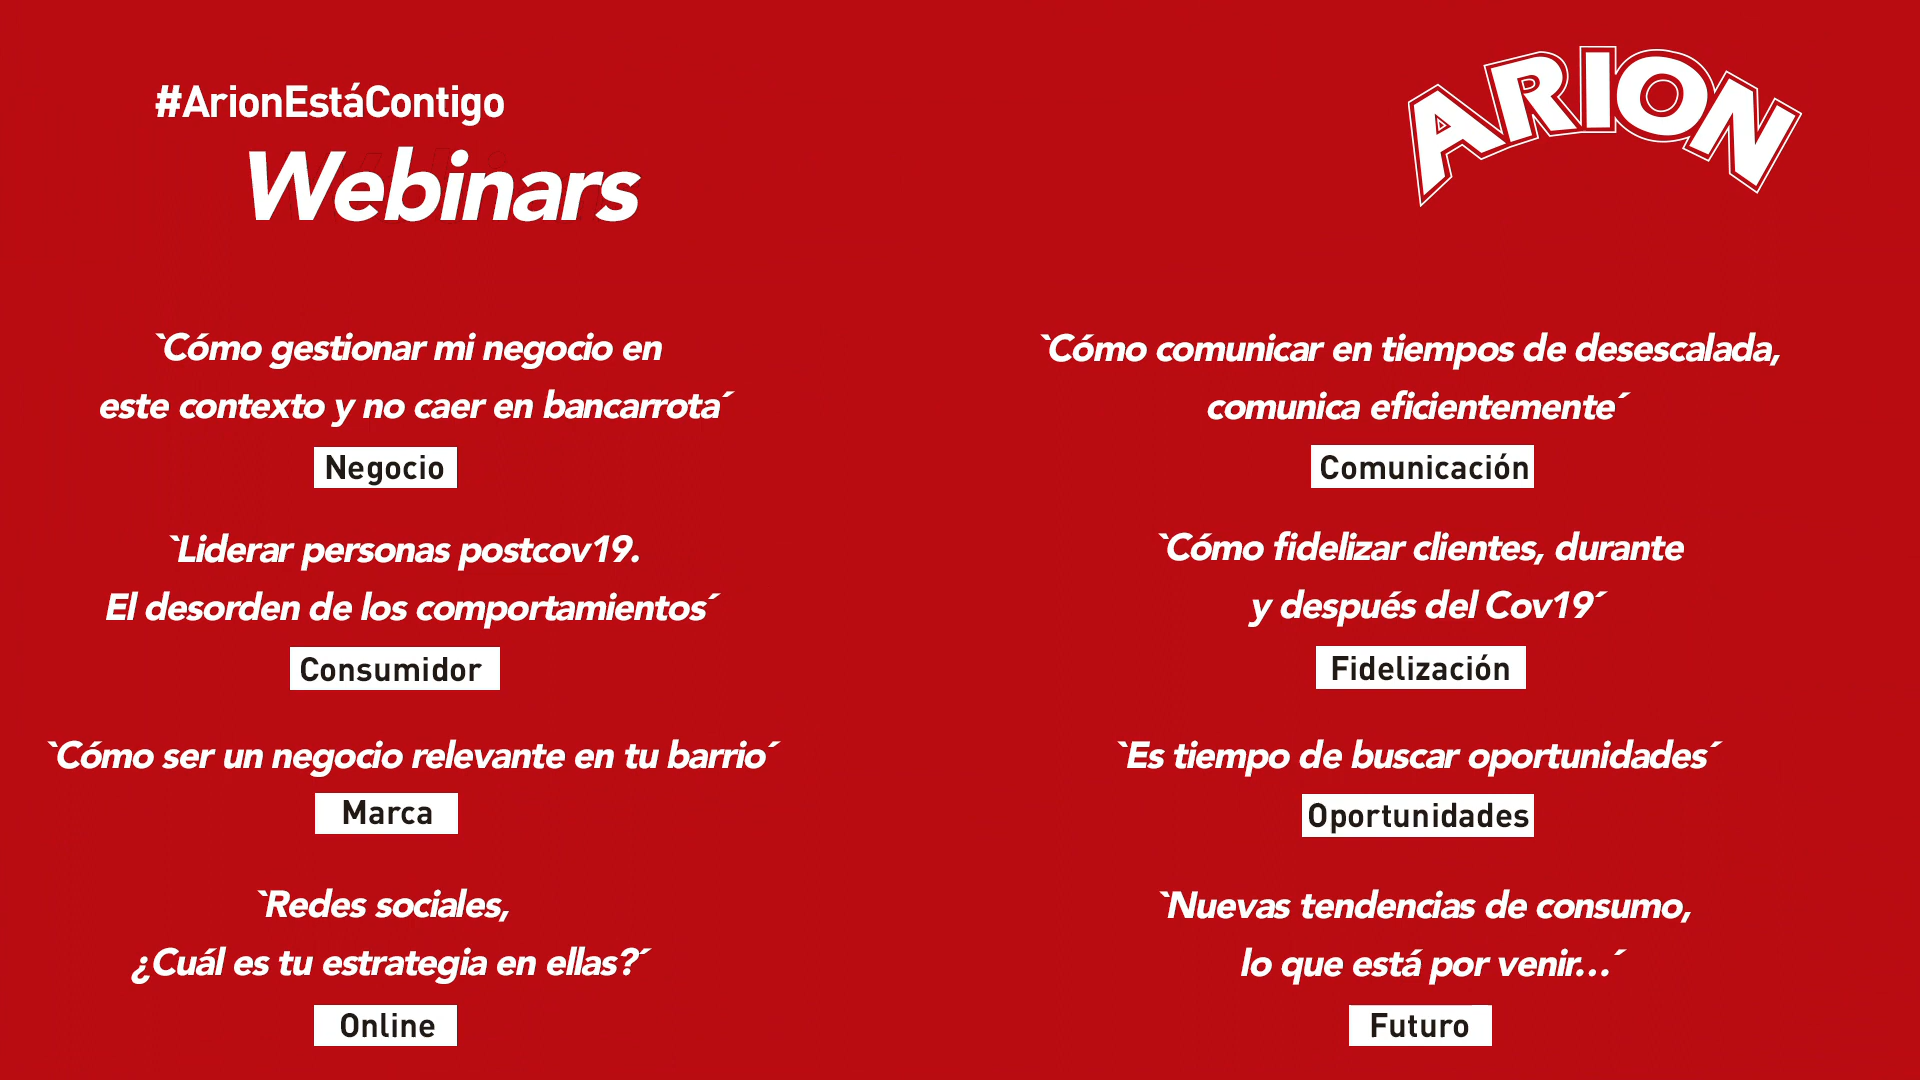 #ArionEstáContigo
Webinars
ARION
`Cómo gestionar mi negocio en
este contexto y no caer en bancarrota´
Negocio
`Liderar personas postcov19.
El desorden de los comportamientos´
Consumidor
`Cómo ser un negocio relevante en tu barrio´
Marca
`Redes sociales,
¿Cuál es tu estrategia en ellas?´
Online
`Cómo comunicar en tiempos de desescalada,
comunica eficientemente´
Comunicación
`Cómo fidelizar clientes, durante
y después del Cov19´
Fidelización
`Es tiempo de buscar oportunidades´
Oportunidades
`Nuevas tendencias de consumo,
lo que está por venir...´
Futuro